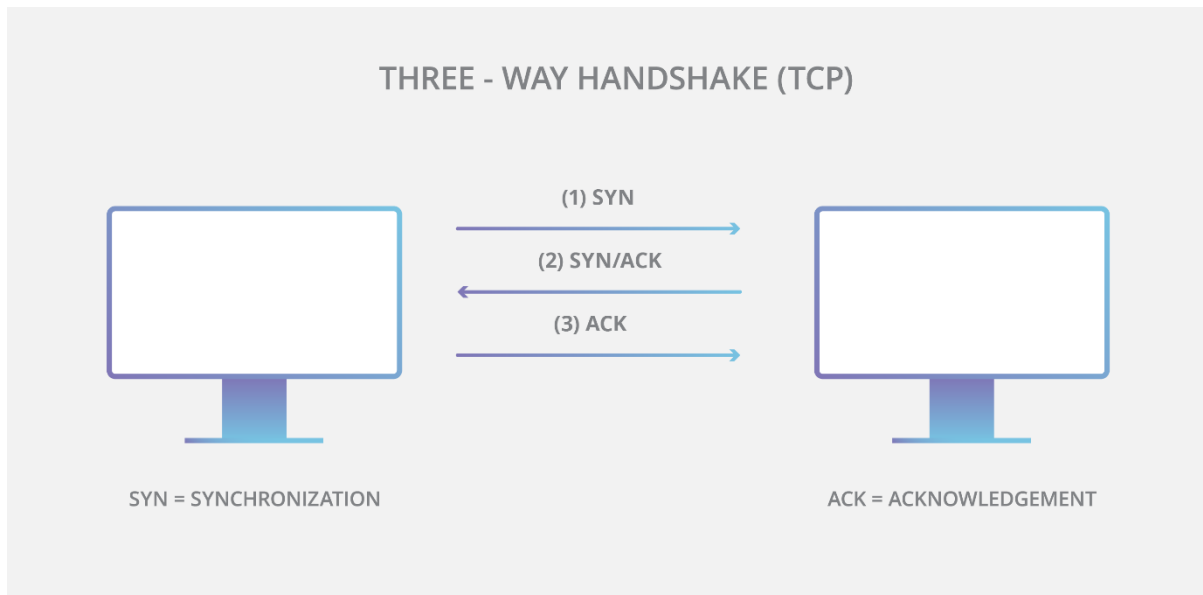 THREE - WAY HANDSHAKE (TCP)
(1) SYN
(2) SYN/ACK
(3) ACK
SYN = SYNCHRONIZATION
ACK = ACKNOWLEDGEMENT